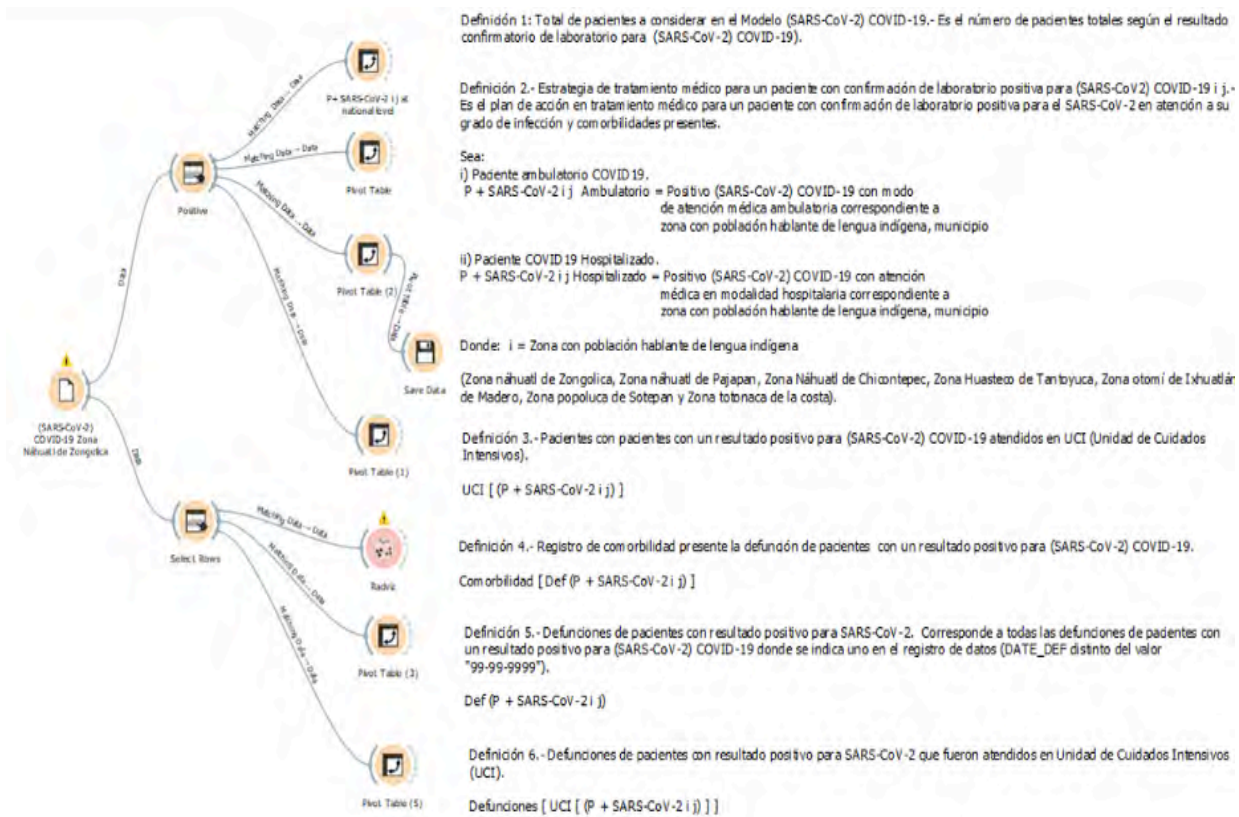 Definición 1: Total de pacientes a considerar en el Modelo (SARS-CoV-2) COVID-19.- Es el número de pacientes totales según el resultado
confirmatorio de laboratorio para (SARS-CoV-2) COVID-19).
Definición 2.- Estrategia de tratamiento médico para un paciente con confirmación de laboratorio positiva para (SARS-CoV2) COVID-19 i j.-
Es el plan de acción en tratamiento médico para un paciente con confirmación de laboratorio positiva para el SARS-CoV-2 en atención a su
grado de infección y comorbilidades presentes.
Sea:
i) Paciente ambulatorio COVID19.
P + SARS-CoV-2 i j Ambulatorio = Positivo (SARS-CoV-2) COVID-19 con modo
de atención médica ambulatoria correspondiente a
zona con población hablante de lengua indígena, municipio
ii) Paciente COVID19 Hospitalizado.
P + SARS-CoV-2 i j Hospitalizado = Positivo (SARS-CoV-2) COVID-19 con atención
médica en modalidad hospitalaria correspondiente a
zona con población hablante de lengua indígena, municipio
Donde: i = Zona con población hablante de lengua indígena
(Zona náhuatl de Zongolica, Zona náhuatl de Pajapan, Zona Náhuatl de Chicontepec, Zona Huasteco de Tantoyuca, Zona otomí de Ixhuatlán
de Madero, Zona popoluca de Sotepan y Zona totonaca de la costa).
Definición 3.- Pacientes con pacientes con un resultado positivo para (SARS-CoV-2) COVID-19 atendidos en UCI (Unidad de Cuidados
Intensivos).
UCI [ (P + SARS-CoV-2 i j) ]
Definición 4.- Registro de comorbilidad presente la defunción de pacientes con un resultado positivo para (SARS-CoV-2) COVID-19.
Comorbilidad [ Def (P + SARS-CoV-2 i j) ]
Definición 5.- Defunciones de pacientes con resultado positivo para SARS-CoV-2. Corresponde a todas las defunciones de pacientes con
un resultado positivo para (SARS-CoV-2) COVID-19 donde se indica uno en el registro de datos (DATE_DEF distinto del valor
"99-99-9999").
Def (P + SARS-CoV-2 i j)
Definición 6.- Defunciones de pacientes con resultado positivo para SARS-CoV-2 que fueron atendidos en Unidad de Cuidados Intensivos
(UCI).
Defunciones [ UCI [ (P + SARS-CoV-2 i j) ] ]
(SARS-CoV-2)
COVID-19 Zona
Náhuatl de Zongolica
Data
Data
Positive
Select Rows
Matching Data → Data
P+ SARS-CoV-2 i j at
national level
Matching Data → Data
Pivot Table
Matching Data → Data
Pivot Table (2)
Pivot Table → Data
Save Data
Matching Data → Data
Pivot Table (1)
Matching Data → Data
Radviz
Matching Data → Data
Pivot Table (3)
Matching Data → Data
Pivot Table (5)